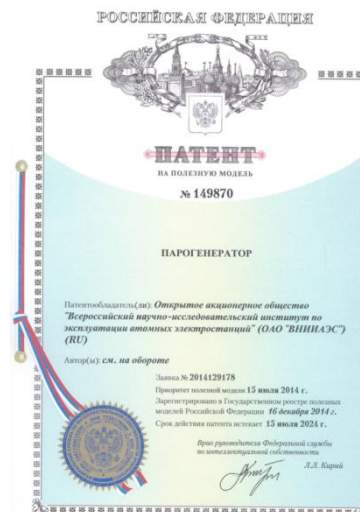 РОССИЙСКАЯ ФЕДЕРАЦИЯ
ПАТЕНТ
НА ПОЛЕЗНУЮ МОДЕЛЬ
№ 149870
ПАРОГЕНЕРАТОР
Патентообладатель(ли): Открытое акционерное общество
"Всероссийский научно-исследовательский институт по
эксплуатации атомных электростанций" (ОАО "ВНИИАЭС")
(RU)
Автор(ы): см. на обороте
Заявка № 2014129178
Приоритет полезной модели 15 июля 2014 г.
Зарегистрировано в Государственном реестре полезных
моделей Российской Федерации 16 декабря 2014 г.
Срок действия патента истекает 15 июля 2024 г.
Врио руководителя Федеральной службы
по интеллектуальной собственности
Л.Л. Кирий